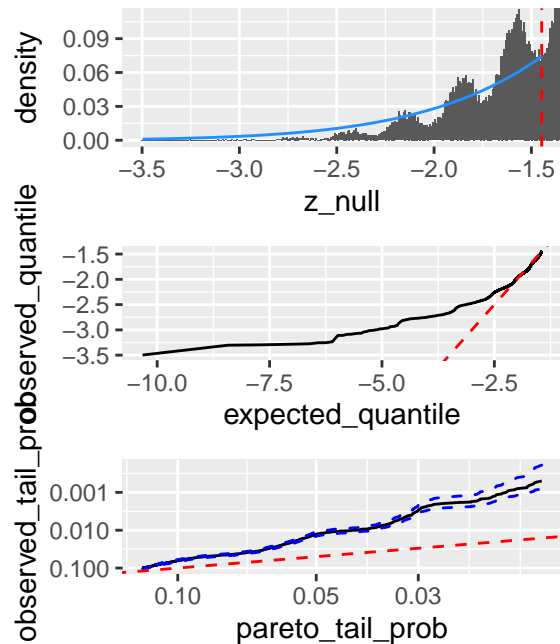 density
0.09
0.06
0.03
0.00
−3.5 −3.0 −2.5 −2.0 −1.5
z_null
observed_quantile
−1.5
−2.0
−2.5
−3.0
−3.5
−10.0 −7.5 −5.0 −2.5
expected_quantile
observed_tail_prob
0.001
0.010
0.100
0.10 0.05 0.03
pareto_tail_prob